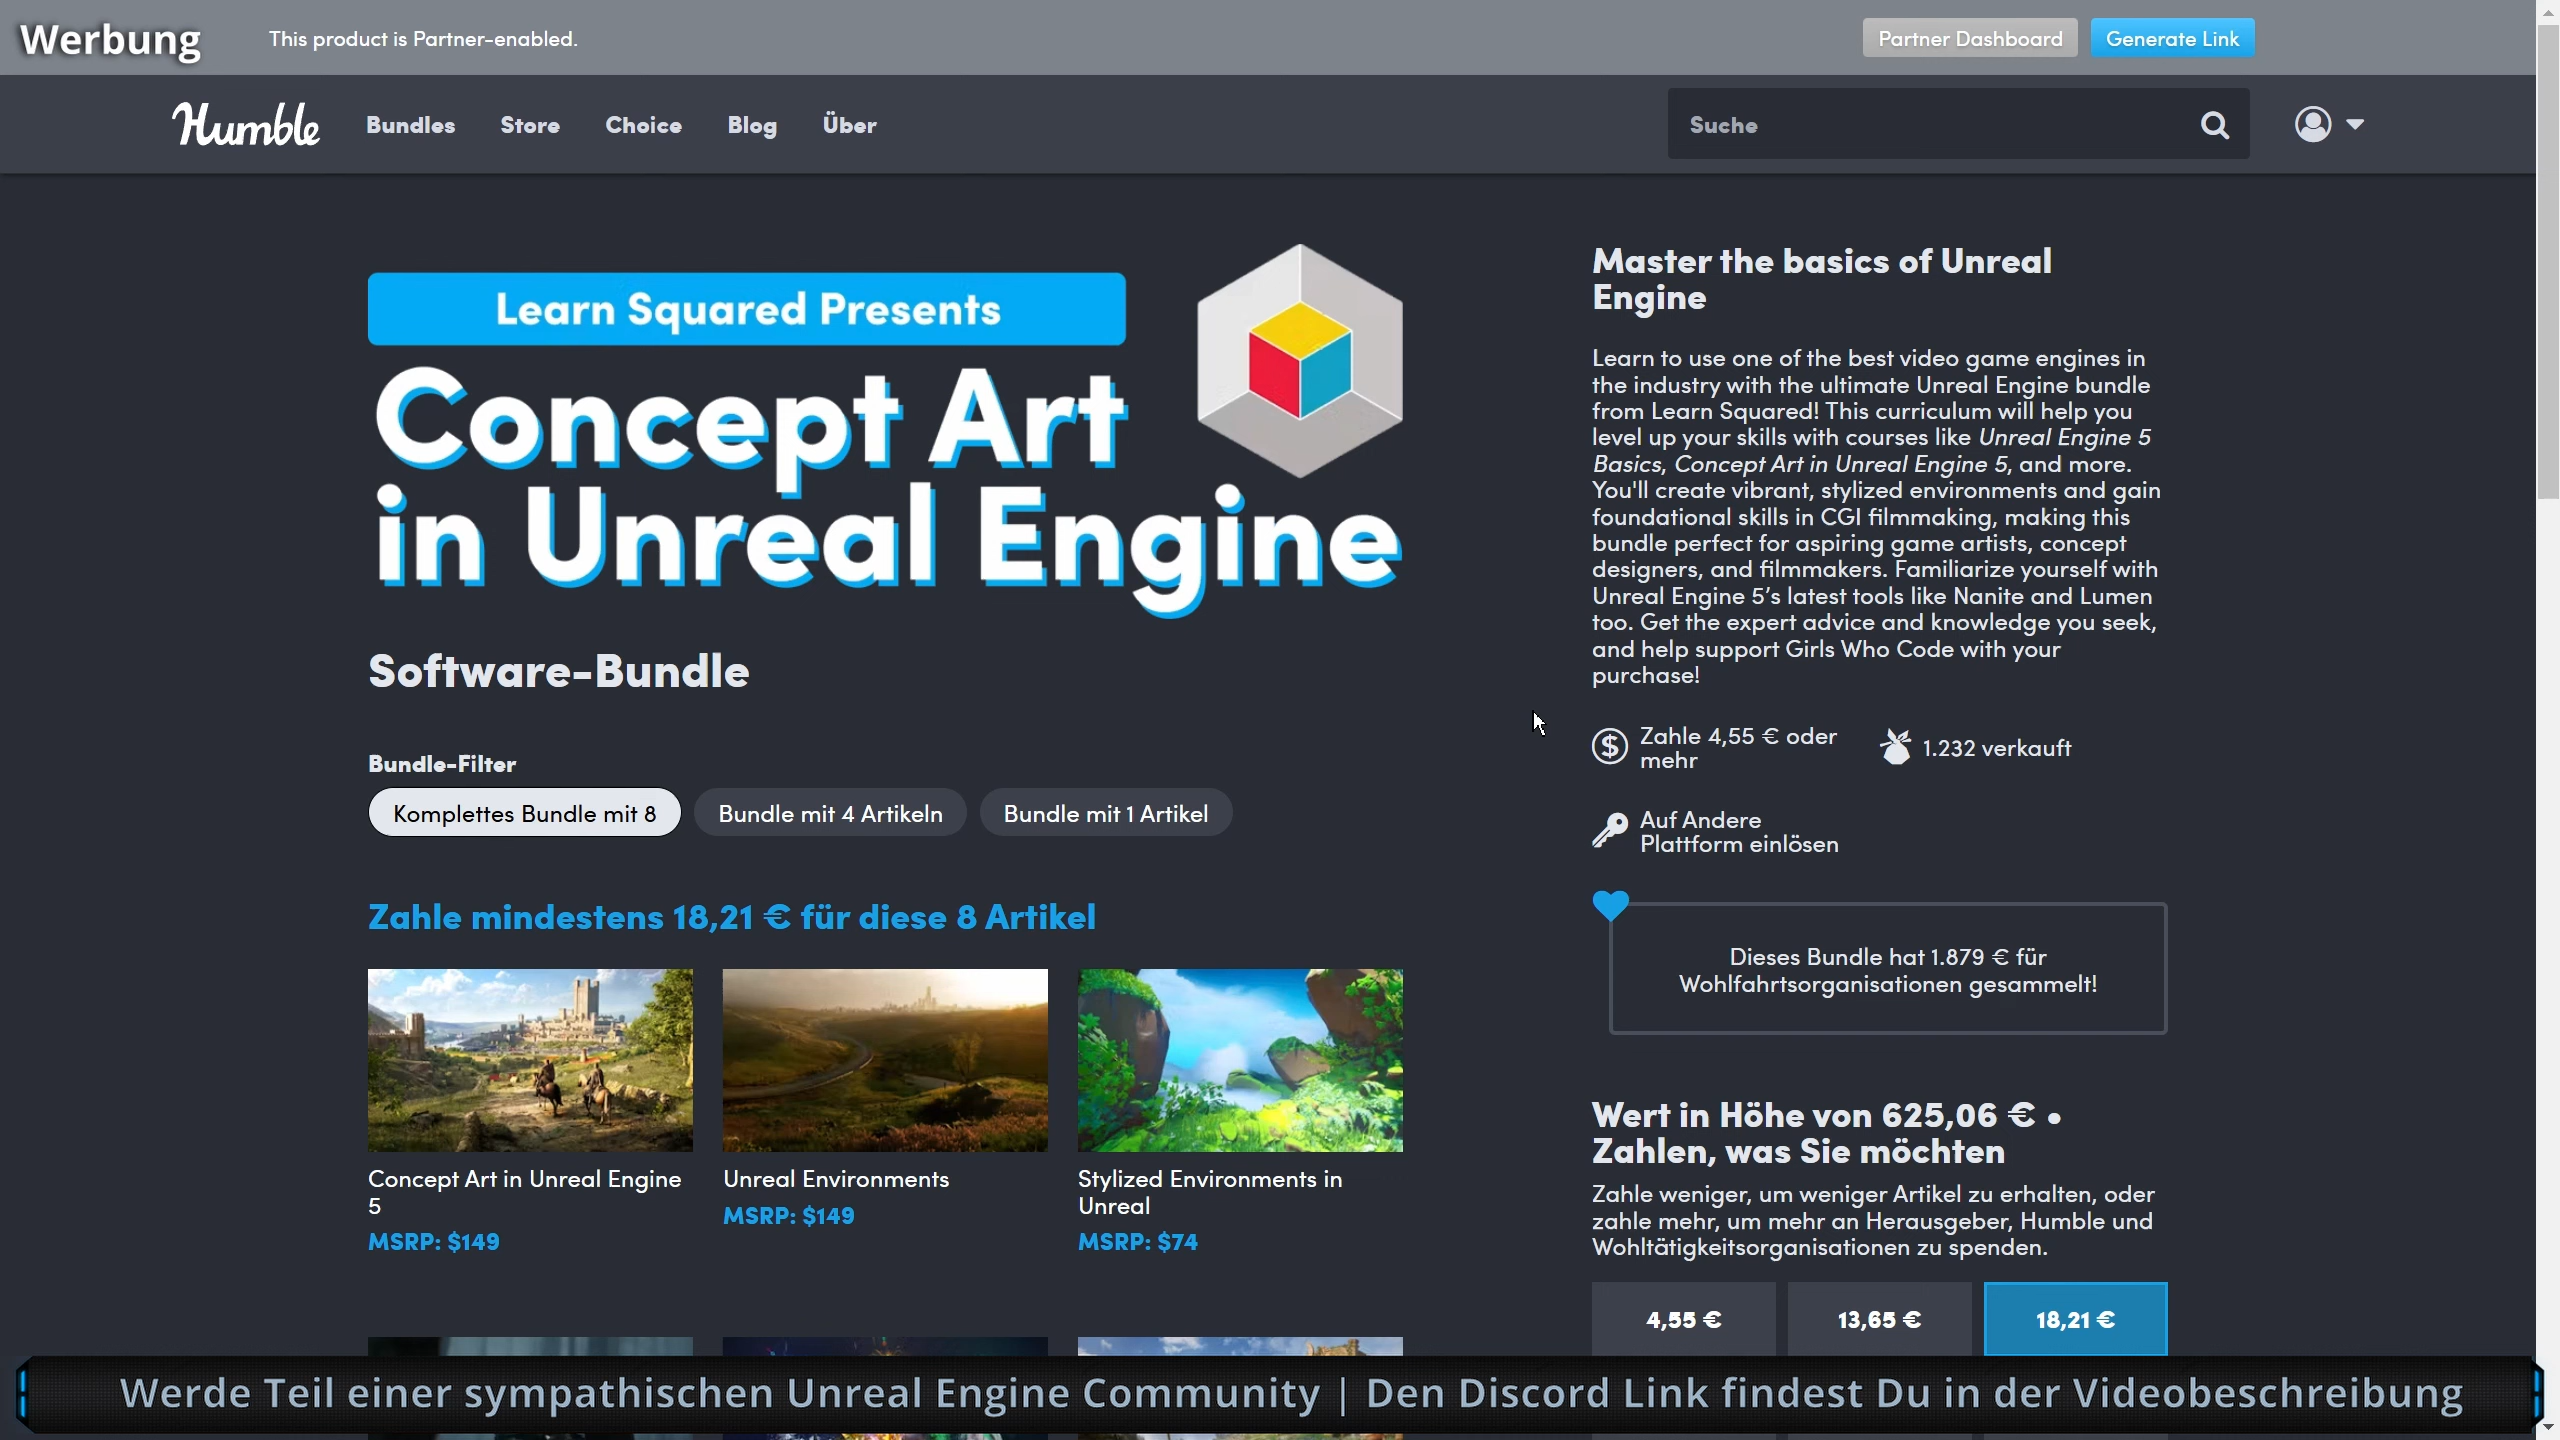 Werbung
This product is Partner-enabled.
Partner Dashboard
Generate Link
Humble
Bundles
Store
Choice
Blog
Über
Suche
Learn Squared Presents
Concept Art
in Unreal Engine
Software-Bundle
Bundle-Filter
Komplettes Bundle mit 8
Bundle mit 4 Artikeln
Bundle mit 1 Artikel
Zahle mindestens 18,21 € für diese 8 Artikel
Concept Art in Unreal Engine
5
MSRP: $149
Unreal Environments
MSRP: $149
Stylized Environments in
Unreal
MSRP: $74
Master the basics of Unreal
Engine
Learn to use one of the best video game engines in
the industry with the ultimate Unreal Engine bundle
from Learn Squared! This curriculum will help you
level up your skills with courses like Unreal Engine 5
Basics, Concept Art in Unreal Engine 5, and more.
You'll create vibrant, stylized environments and gain
foundational skills in CGI filmmaking, making this
bundle perfect for aspiring game artists, concept
designers, and filmmakers. Familiarize yourself with
Unreal Engine 5’s latest tools like Nanite and Lumen
too. Get the expert advice and knowledge you seek,
and help support Girls Who Code with your
purchase!
Zahle 4,55 € oder
mehr
1.232 verkauft
Auf Andere
Plattform einlösen
Dieses Bundle hat 1.879 € für
Wohlfahrtsorganisationen gesammelt!
Wert in Höhe von 625,06 € •
Zahlen, was Sie möchten
Zahle weniger, um weniger Artikel zu erhalten, oder
zahle mehr, um mehr an Herausgeber, Humble und
Wohltätigkeitsorganisationen zu spenden.
4,55 €
13,65 €
18,21 €
Werde Teil einer sympathischen Unreal Engine Community | Den Discord Link findest Du in der Videobeschreibung